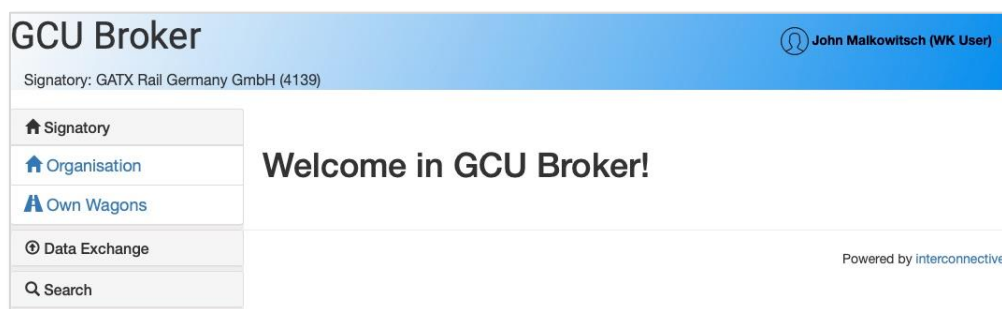 GCU Broker
John Malkowitsch (WK User)
Signatory: GATX Rail Germany GmbH (4139)
Signatory
Organisation
Welcome in GCU Broker!
Own Wagons
Data Exchange
Powered by interconnective
Search